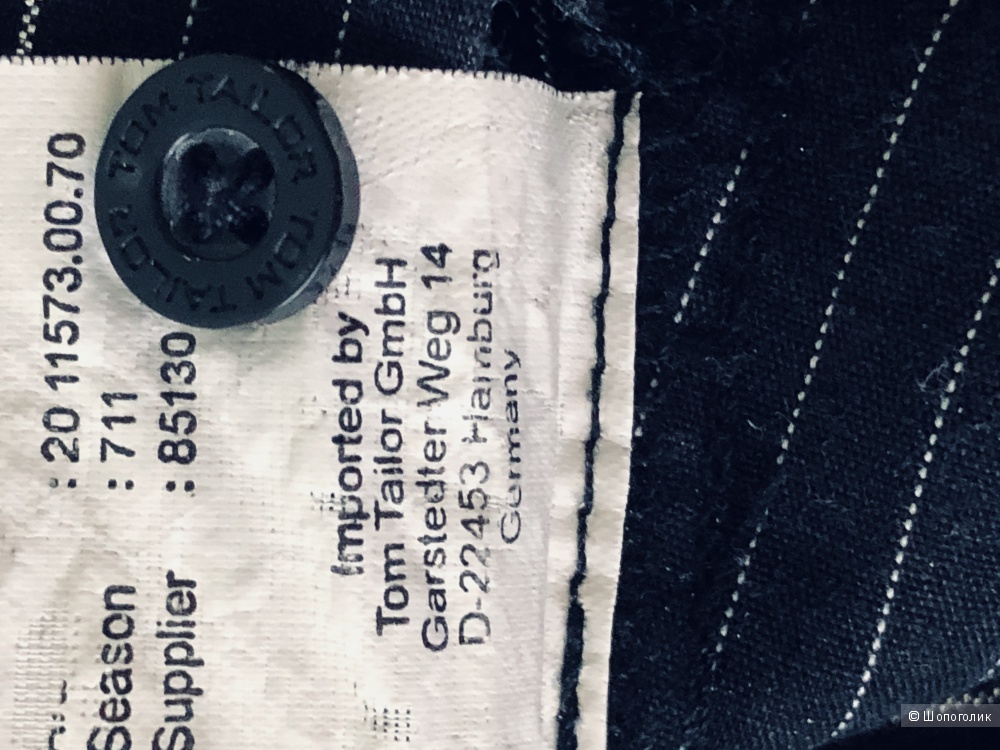 TOM TAILOR TOM TAILOR
: 20 11573.00.70
Season : 711
Supplier : 85130
Imported by
Tom Tailor GmbH
Garstedter Weg 14
D-22453 Hamburg
Germany
© Шопоголик